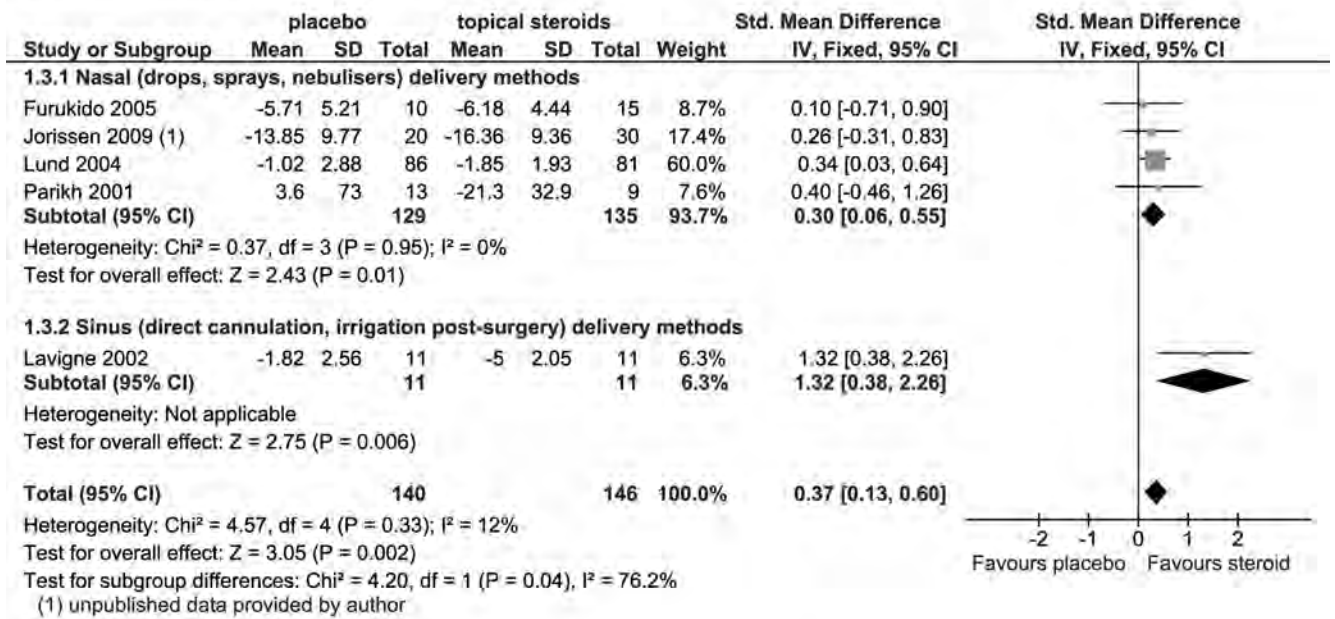 placebo topical steroids Std. Mean Difference Std. Mean Difference
Study or Subgroup Mean SD Total Mean SD Total Weight IV, Fixed, 95% CI IV, Fixed, 95% CI
1.3.1 Nasal (drops, sprays, nebulisers) delivery methods
Furukido 2005 -5.71 5.21 10 -6.18 4.44 15 8.7% 0.10 [-0.71, 0.90]
Jorissen 2009 (1) -13.85 9.77 20 -16.36 9.36 30 17.4% 0.26 [-0.31, 0.83]
Lund 2004 -1.02 2.88 86 -1.85 1.93 81 60.0% 0.34 [0.03, 0.64]
Parikh 2001 3.6 73 13 -21.3 32.9 9 7.6% 0.40 [-0.46, 1.26]
Subtotal (95% CI) 129 135 93.7% 0.30 [0.06, 0.55]
Heterogeneity: Chi² = 0.37, df = 3 (P = 0.95); I² = 0%
Test for overall effect: Z = 2.43 (P = 0.01)
1.3.2 Sinus (direct cannulation, irrigation post-surgery) delivery methods
Lavigne 2002 -1.82 2.56 11 -5 2.05 11 6.3% 1.32 [0.38, 2.26]
Subtotal (95% CI) 11 11 6.3% 1.32 [0.38, 2.26]
Heterogeneity: Not applicable
Test for overall effect: Z = 2.75 (P = 0.006)
Total (95% CI) 140 146 100.0% 0.37 [0.13, 0.60]
Heterogeneity: Chi² = 4.57, df = 4 (P = 0.33); I² = 12%
-2 -1 0 1 2
Test for overall effect: Z = 3.05 (P = 0.002)
Favours placebo Favours steroid
Test for subgroup differences: Chi² = 4.20, df = 1 (P = 0.04), I² = 76.2%
(1) unpublished data provided by author